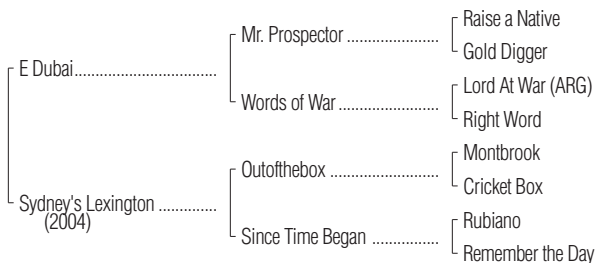 E Dubai..................................
Sydney's Lexington ..............
(2004)
Mr. Prospector ......................
Words of War ........................
Outofthebox ..........................
Since Time Began ................
Raise a Native
Gold Digger
Lord At War (ARG)
Right Word
Montbrook
Cricket Box
Rubiano
Remember the Day